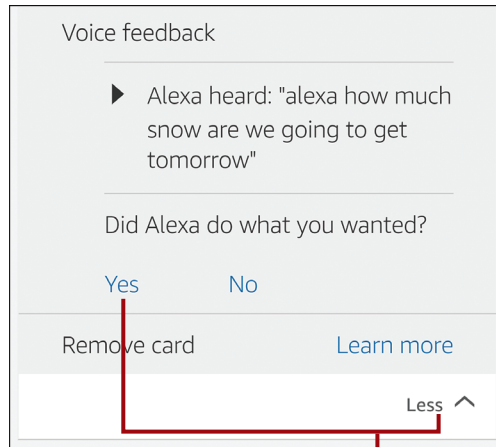 Voice feedback
Alexa heard: "alexa how much
snow are we going to get
tomorrow"
Did Alexa do what you wanted?
Yes No
Remove card Learn more
Less